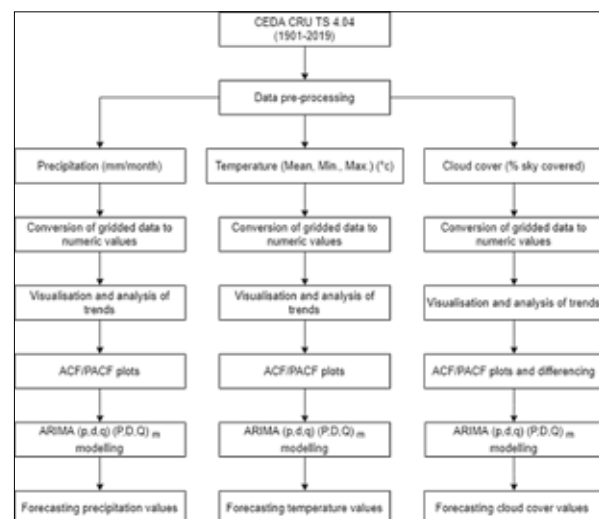 CEDA CRU TS 4.04
(1901-2019)
Data pre-processing
Precipitation (mm/month)
Temperature (Mean, Min., Max.) (°c)
Cloud cover (% sky covered)
Conversion of gridded data to
numeric values
Conversion of gridded data to
numeric values
Conversion of gridded data to
numeric values
Visualisation and analysis of
trends
Visualisation and analysis of
trends
Visualisation and analysis of trends
ACF/PACF plots
ACF/PACF plots
ACF/PACF plots and differencing
ARIMA (p,d,q) (P,D,Q) m
modelling
ARIMA (p,d,q) (P,D,Q) m
modelling
ARIMA (p,d,q) (P,D,Q) m
modelling
Forecasting precipitation values
Forecasting temperature values
Forecasting cloud cover values